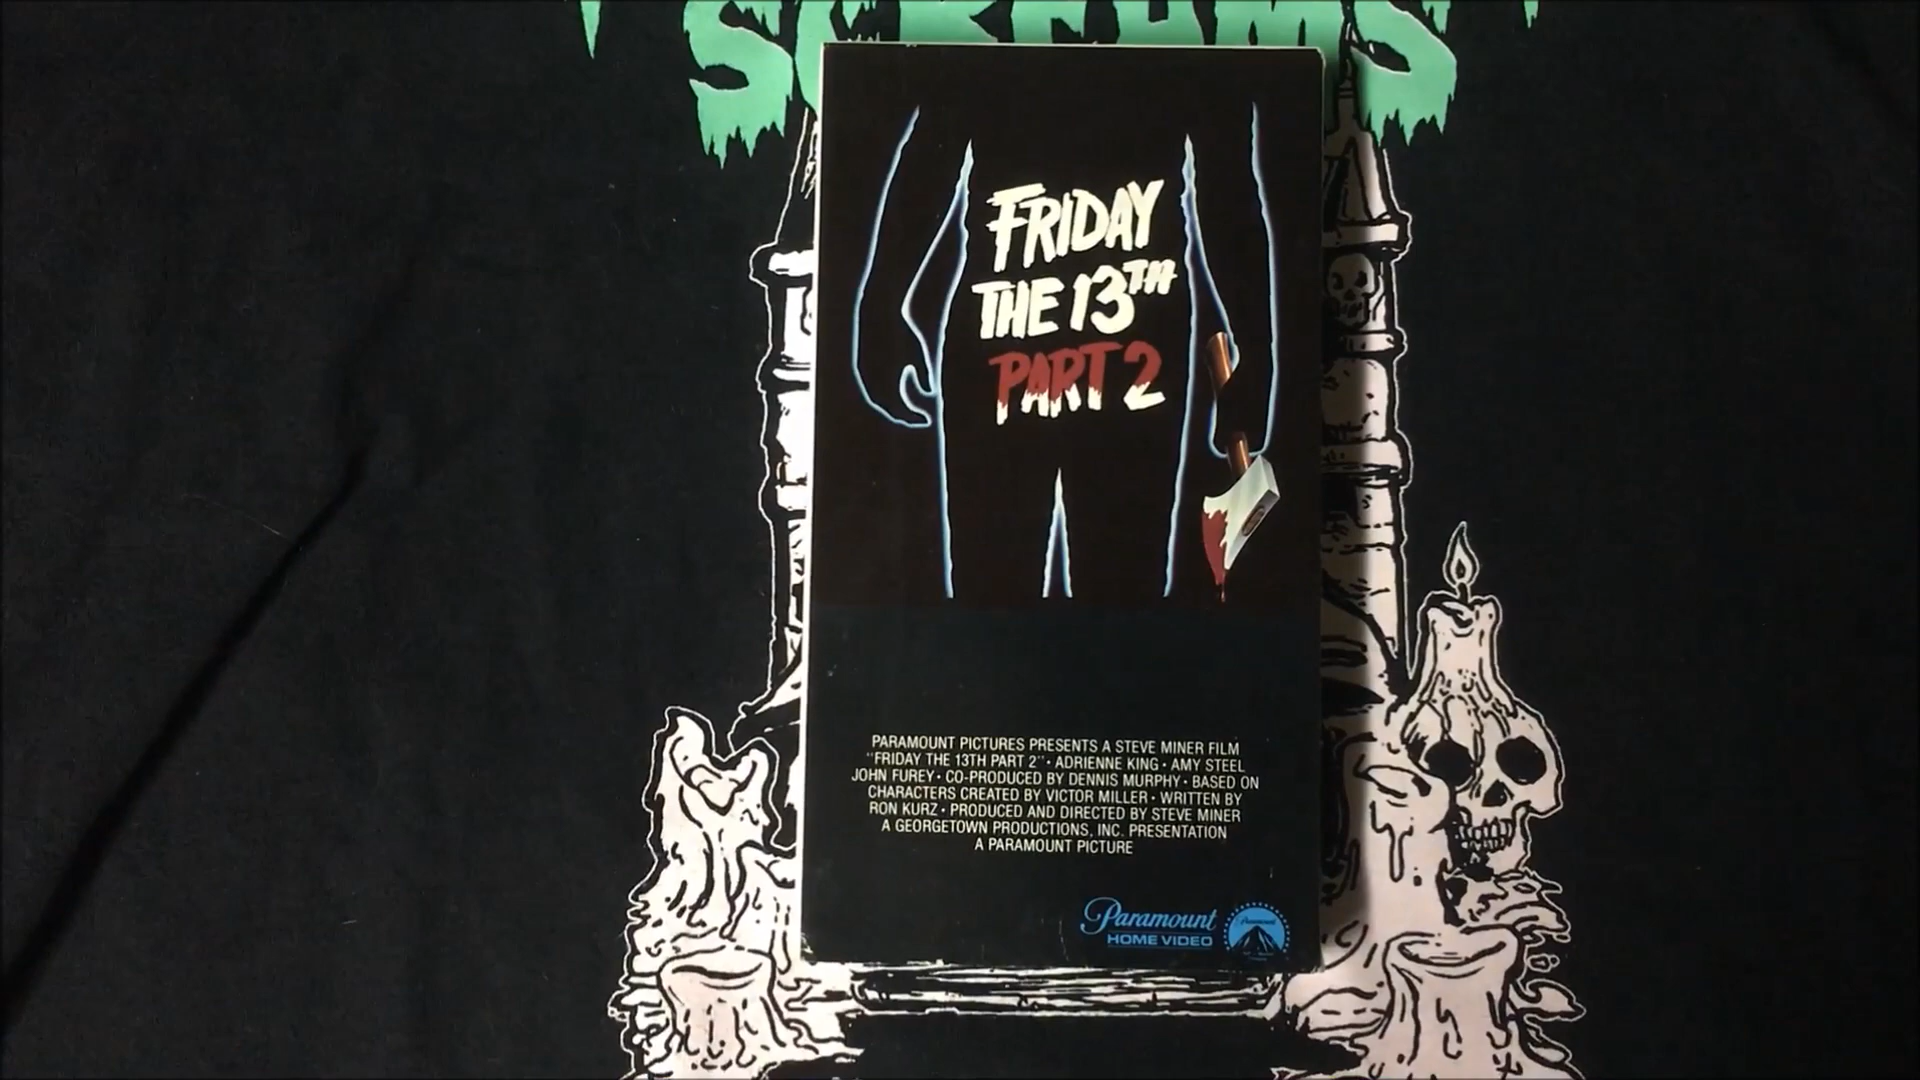 SCREAMS
FRIDAY
THE 13TH
PART 2
PARAMOUNT PICTURES PRESENTS A STEVE MINER FILM
"FRIDAY THE 13TH PART 2" • ADRIENNE KING • AMY STEEL
JOHN FUREY • CO-PRODUCED BY DENNIS MURPHY • BASED ON
CHARACTERS CREATED BY VICTOR MILLER • WRITTEN BY
RON KURZ • PRODUCED AND DIRECTED BY STEVE MINER
A GEORGETOWN PRODUCTIONS, INC. PRESENTATION
A PARAMOUNT PICTURE
Paramount
HOME VIDEO
Paramount